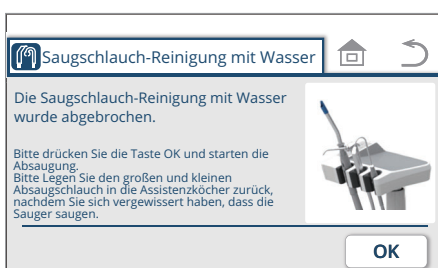 Saugschlauch-Reinigung mit Wasser
Die Saugschlauch-Reinigung mit Wasser
wurde abgebrochen.
Bitte drücken Sie die Taste OK und starten die
Absaugung.
Bitte Legen Sie den großen und kleinen
Absaugschlauch in die Assistenzköcher zurück,
nachdem Sie sich vergewissert haben, dass die
Sauger saugen.
OK